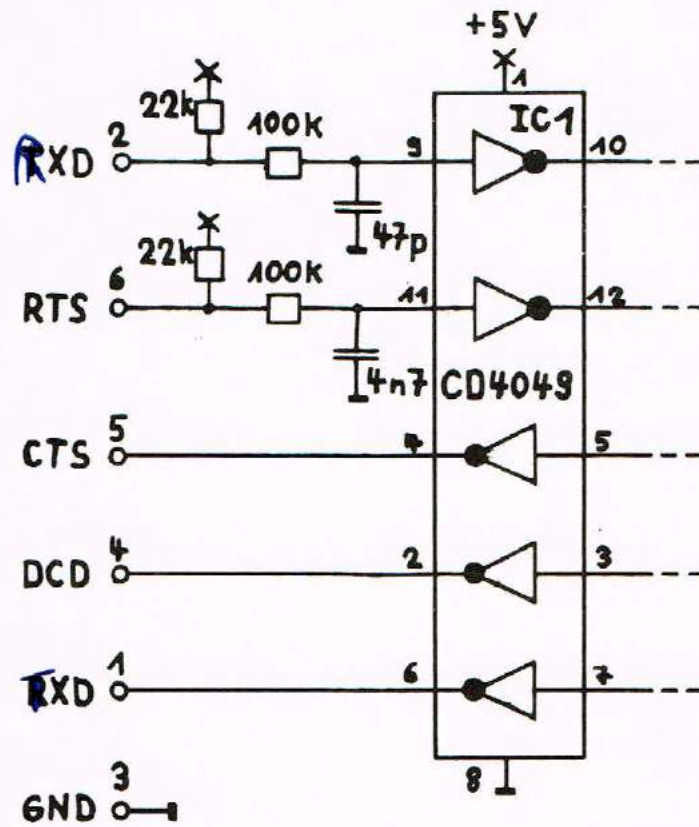 +5V
1
22k 100k IC1
TXD 2 9 10
47p
22k 100k
RTS 6 11 12
4n7 CD4049
CTS 5 4 5
DCD 4 2 3
RXD 1 6 7
8
GND 3